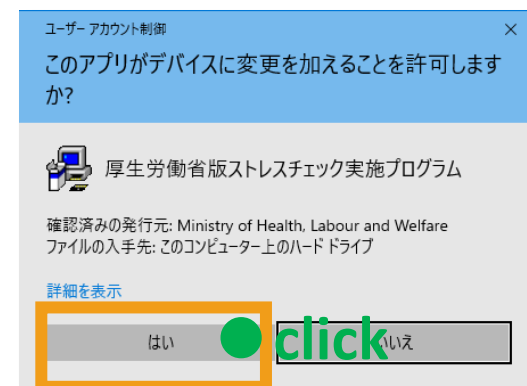 ユーザー アカウント制御
このアプリがデバイスに変更を加えることを許可します
か?
厚生労働省版ストレスチェック実施プログラム
確認済みの発行元: Ministry of Health, Labour and Welfare
ファイルの入手先: このコンピューター上のハード ドライブ
詳細を表示
はい
click
いいえ